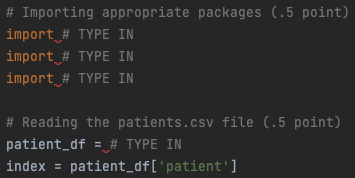 # Importing appropriate packages (.5 point)
import # TYPE IN
import # TYPE IN
import # TYPE IN
# Reading the patients.csv file (.5 point)
patient_df = # TYPE IN
index = patient_df['patient']